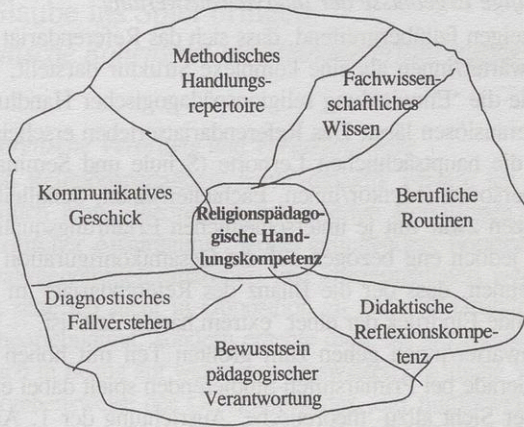 Methodisches
Handlungs-
repertoire
Fachwissen-
schaftliches
Wissen
Kommunikatives
Geschick
Religionspädago-
gische Hand-
lungskompetenz
Berufliche
Routinen
Diagnostisches
Fallverstehen
Didaktische
Reflexionskompe-
tenz
Bewusstsein
pädagogischer
Verantwortung